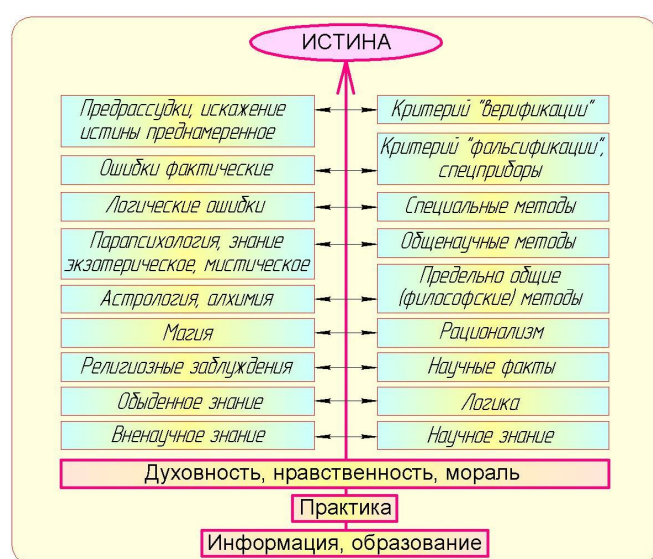 ИСТИНА
Предрассудки, искажение
истины преднамеренное
Критерий "верификации"
Ошибки фактические
Критерий "фальсификации",
спецприборы
Логические ошибки
Специальные методы
Парапсихология, знание
экзатерическое, мистическое
Общенаучные методы
Астрология, алхимия
Предельно общие
(философские) методы
Магия
Рационализм
Религиозные заблуждения
Научные факты
Обыденное знание
Логика
Вненаучное знание
Научное знание
Духовность, нравственность, мораль
Практика
Информация, образование